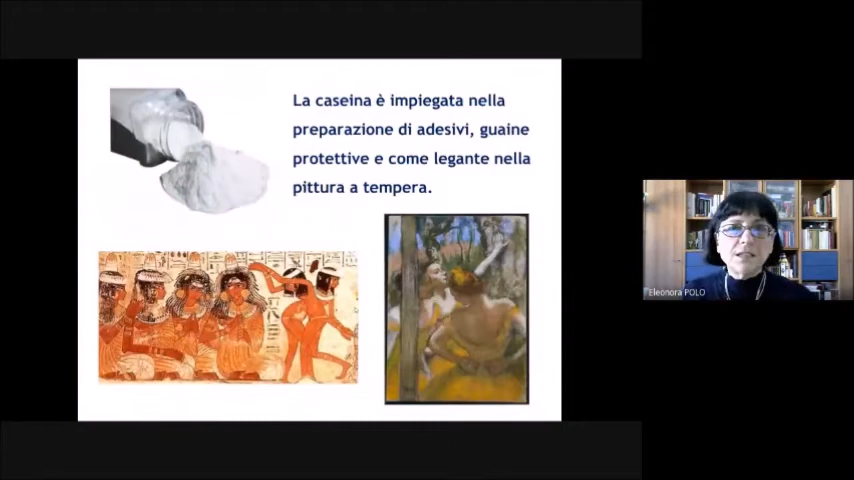 La caseina è impiegata nella
preparazione di adesivi, guaine
protettive e come legante nella
pittura a tempera.
Eleonora POLO